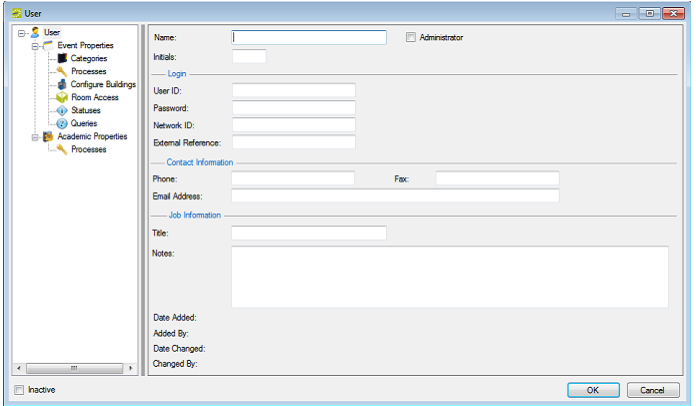 User
User
Event Properties
Categories
Processes
Configure Buildings
Room Access
Statuses
Queries
Academic Properties
Processes
Name: Administrator
Initials:
Login
User ID:
Password:
Network ID:
External Reference:
Contact Information
Phone: Fax:
Email Address:
Job Information
Title:
Notes:
Date Added:
Added By:
Date Changed:
Changed By:
Inactive OK Cancel